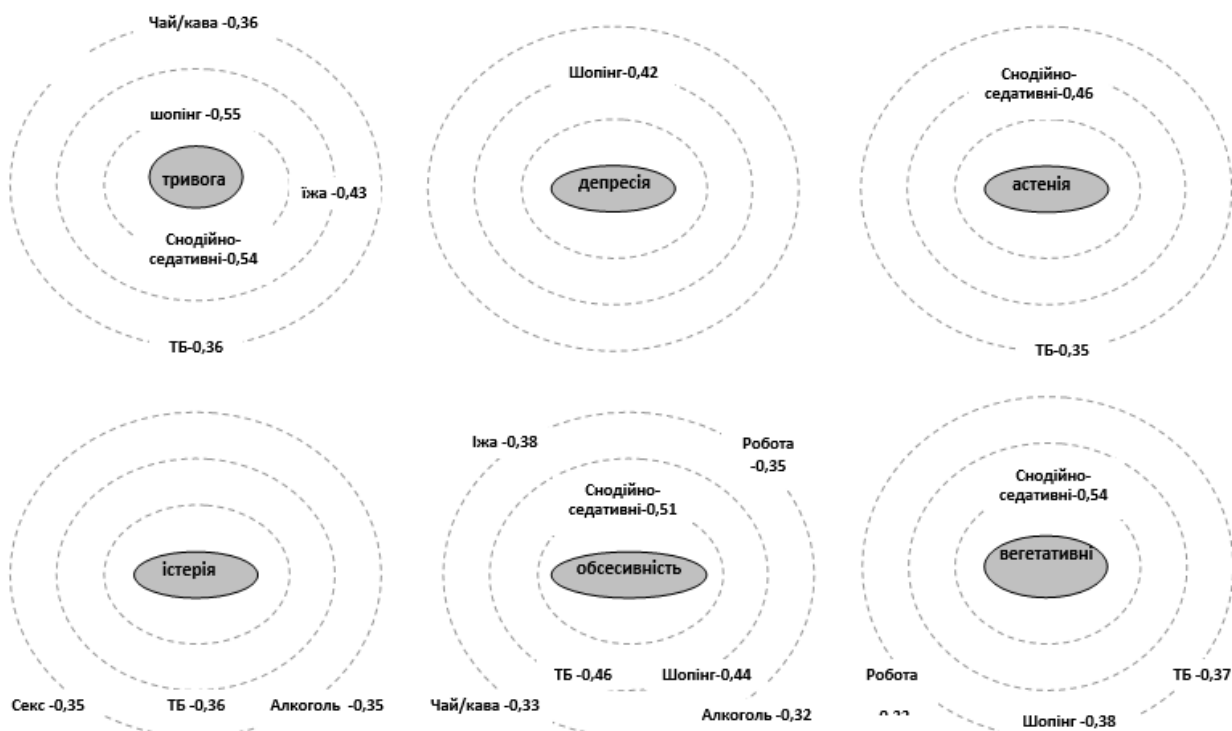 Чай/кава -0,36
шопінг -0,55
тривога
їжа -0,43
Снодійно-
седативні-0,54
ТБ-0,36
Шопінг-0,42
депресія
Снодійно-
седативні-0,46
астенія
ТБ-0,35
істерія
Секс -0,35
ТБ -0,36
Алкоголь -0,35
Їжа -0,38
Робота
-0,35
Снодійно-
седативні-0,51
обсесивність
ТБ -0,46
Шопінг-0,44
Чай/кава -0,33
Алкоголь -0,32
Снодійно-
седативні-0,54
вегетативні
Робота
ТБ -0,37
Шопінг -0,38